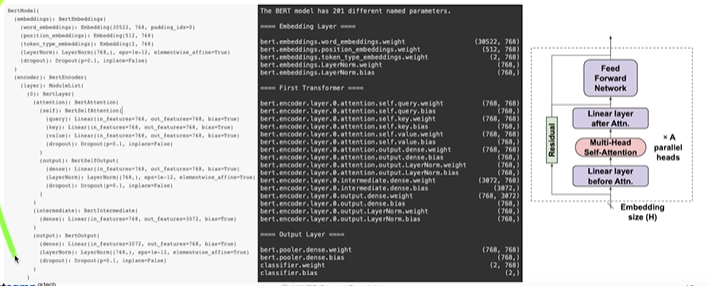 BertModel(
(embeddings): BertEmbeddings(
(word_embeddings): Embedding(30522, 768, padding_idx=0)
(position_embeddings): Embedding(512, 768)
(token_type_embeddings): Embedding(2, 768)
(LayerNorm): LayerNorm((768,), eps=1e-12, elementwise_affine=True)
(dropout): Dropout(p=0.1, inplace=False)
)
(encoder): BertEncoder(
(layer): ModuleList(
(0): BertLayer(
(attention): BertAttention(
(self): BertSelfAttention(
(query): Linear(in_features=768, out_features=768, bias=True)
(key): Linear(in_features=768, out_features=768, bias=True)
(value): Linear(in_features=768, out_features=768, bias=True)
(dropout): Dropout(p=0.1, inplace=False)
)
(output): BertSelfOutput(
(dense): Linear(in_features=768, out_features=768, bias=True)
(LayerNorm): LayerNorm((768,), eps=1e-12, elementwise_affine=True)
(dropout): Dropout(p=0.1, inplace=False)
)
)
(intermediate): BertIntermediate(
(dense): Linear(in_features=768, out_features=3072, bias=True)
)
(output): BertOutput(
(dense): Linear(in_features=3072, out_features=768, bias=True)
(LayerNorm): LayerNorm((768,), eps=1e-12, elementwise_affine=True)
(dropout): Dropout(p=0.1, inplace=False)
)
)
The BERT model has 201 different named parameters.
==== Embedding Layer ====
bert.embeddings.word_embeddings.weight (30522, 768)
bert.embeddings.position_embeddings.weight (512, 768)
bert.embeddings.token_type_embeddings.weight (2, 768)
bert.embeddings.LayerNorm.weight (768,)
bert.embeddings.LayerNorm.bias (768,)
==== First Transformer ====
bert.encoder.layer.0.attention.self.query.weight (768, 768)
bert.encoder.layer.0.attention.self.query.bias (768,)
bert.encoder.layer.0.attention.self.key.weight (768, 768)
bert.encoder.layer.0.attention.self.key.bias (768,)
bert.encoder.layer.0.attention.self.value.weight (768, 768)
bert.encoder.layer.0.attention.self.value.bias (768,)
bert.encoder.layer.0.attention.output.dense.weight (768, 768)
bert.encoder.layer.0.attention.output.dense.bias (768,)
bert.encoder.layer.0.attention.output.LayerNorm.weight (768,)
bert.encoder.layer.0.attention.output.LayerNorm.bias (768,)
bert.encoder.layer.0.intermediate.dense.weight (3072, 768)
bert.encoder.layer.0.intermediate.dense.bias (3072,)
bert.encoder.layer.0.output.dense.weight (768, 3072)
bert.encoder.layer.0.output.dense.bias (768,)
bert.encoder.layer.0.output.LayerNorm.weight (768,)
bert.encoder.layer.0.output.LayerNorm.bias (768,)
==== Output Layer ====
bert.pooler.dense.weight (768, 768)
bert.pooler.dense.bias (768,)
classifier.weight (2, 768)
classifier.bias (2,)
Feed
Forward
Network
Linear layer
after Attn.
Residual
Multi-Head
Self-Attention
× A
parallel
heads
Linear layer
before Attn.
Embedding
size (H)